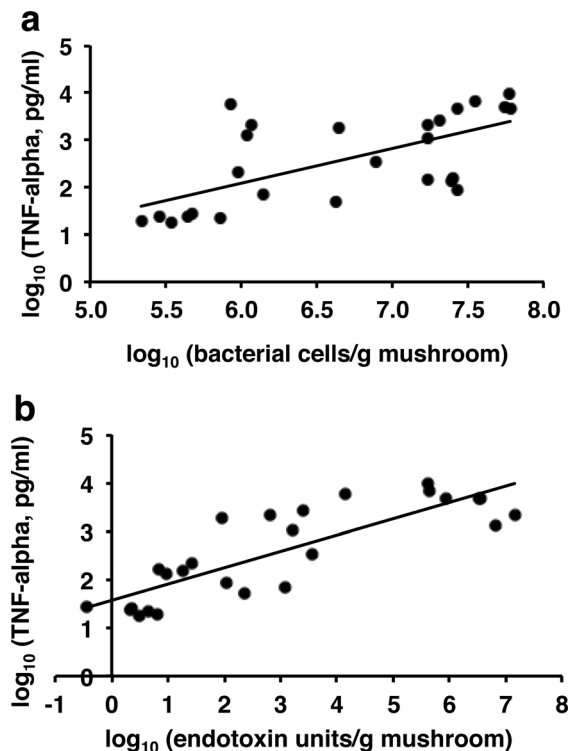 a
5
4
3
2
1
0
log10 (TNF-alpha, pg/ml)
5.0 5.5 6.0 6.5 7.0 7.5 8.0
log10 (bacterial cells/g mushroom)
b
5
4
3
2
1
0
log10 (TNF-alpha, pg/ml)
-1 0 1 2 3 4 5 6 7 8
log10 (endotoxin units/g mushroom)